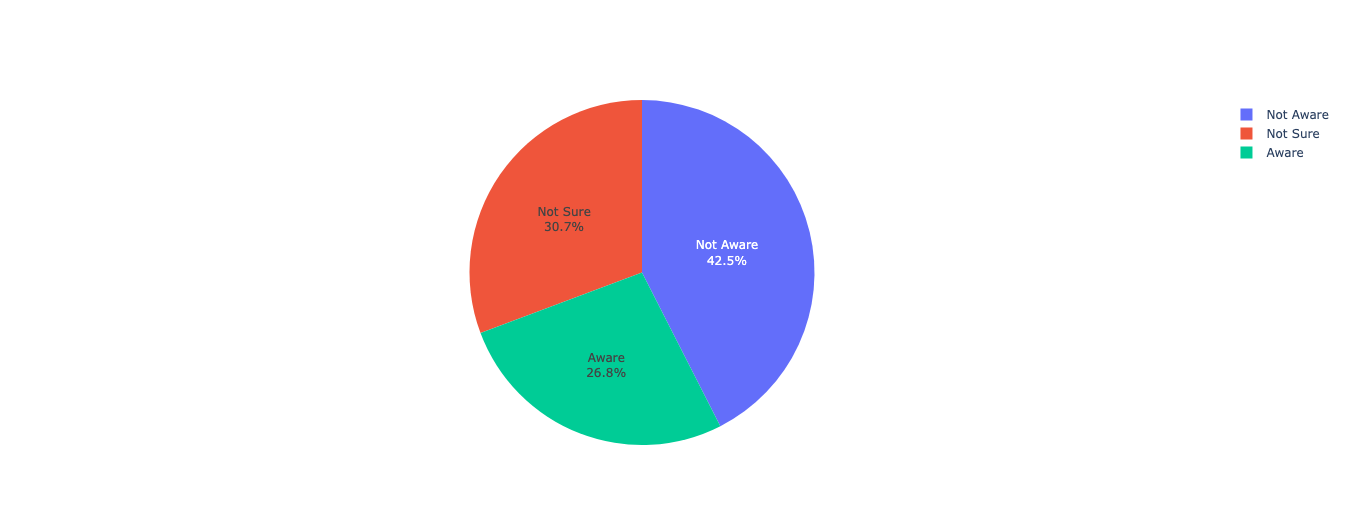 Not Sure
30.7%
Not Aware
42.5%
Aware
26.8%
Not Aware
Not Sure
Aware